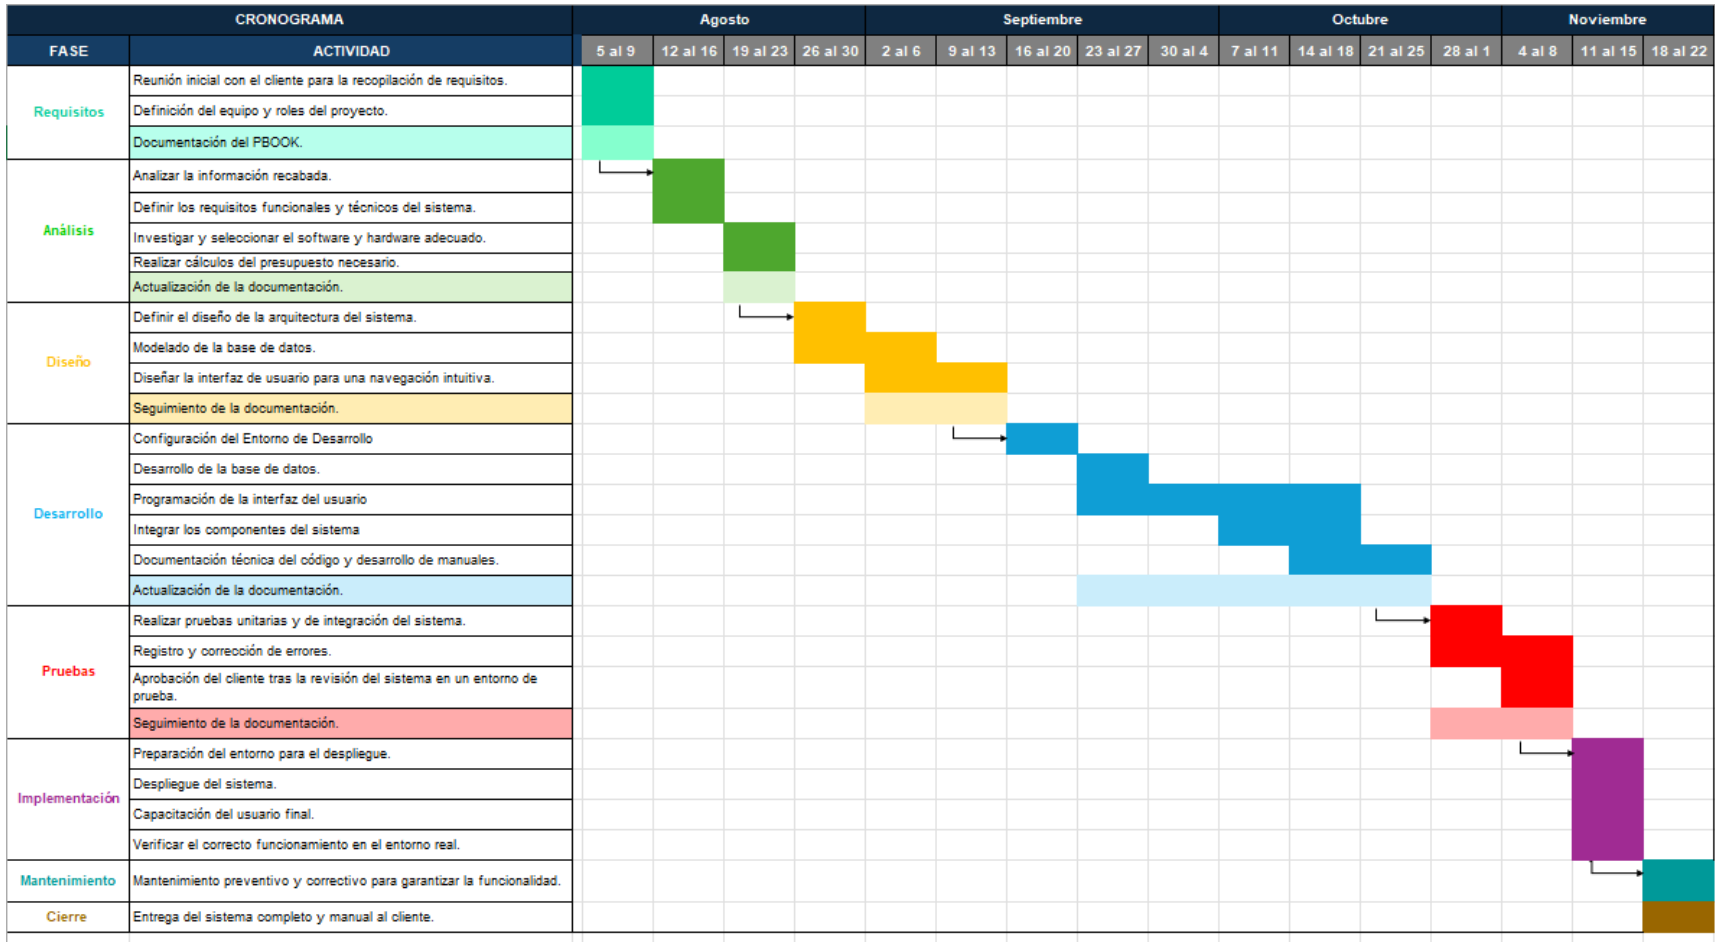 CRONOGRAMA Agosto Septiembre Octubre Noviembre
FASE ACTIVIDAD 5 al 9 12 al 16 19 al 23 26 al 30 2 al 6 9 al 13 16 al 20 23 al 27 30 al 4 7 al 11 14 al 18 21 al 25 28 al 1 4 al 8 11 al 15 18 al 22
Requisitos
Reunión inicial con el cliente para la recopilación de requisitos.
Definición del equipo y roles del proyecto.
Documentación del PBOOK.
Análisis
Analizar la información recabada.
Definir los requisitos funcionales y técnicos del sistema.
Investigar y seleccionar el software y hardware adecuado.
Realizar cálculos del presupuesto necesario.
Actualización de la documentación.
Diseño
Definir el diseño de la arquitectura del sistema.
Modelado de la base de datos.
Diseñar la interfaz de usuario para una navegación intuitiva.
Seguimiento de la documentación.
Desarrollo
Configuración del Entorno de Desarrollo
Desarrollo de la base de datos.
Programación de la interfaz del usuario
Integrar los componentes del sistema
Documentación técnica del código y desarrollo de manuales.
Actualización de la documentación.
Pruebas
Realizar pruebas unitarias y de integración del sistema.
Registro y corrección de errores.
Aprobación del cliente tras la revisión del sistema en un entorno de
prueba.
Seguimiento de la documentación.
Implementación
Preparación del entorno para el despliegue.
Despliegue del sistema.
Capacitación del usuario final.
Verificar el correcto funcionamiento en el entorno real.
Mantenimiento
Mantenimiento preventivo y correctivo para garantizar la funcionalidad.
Cierre
Entrega del sistema completo y manual al cliente.